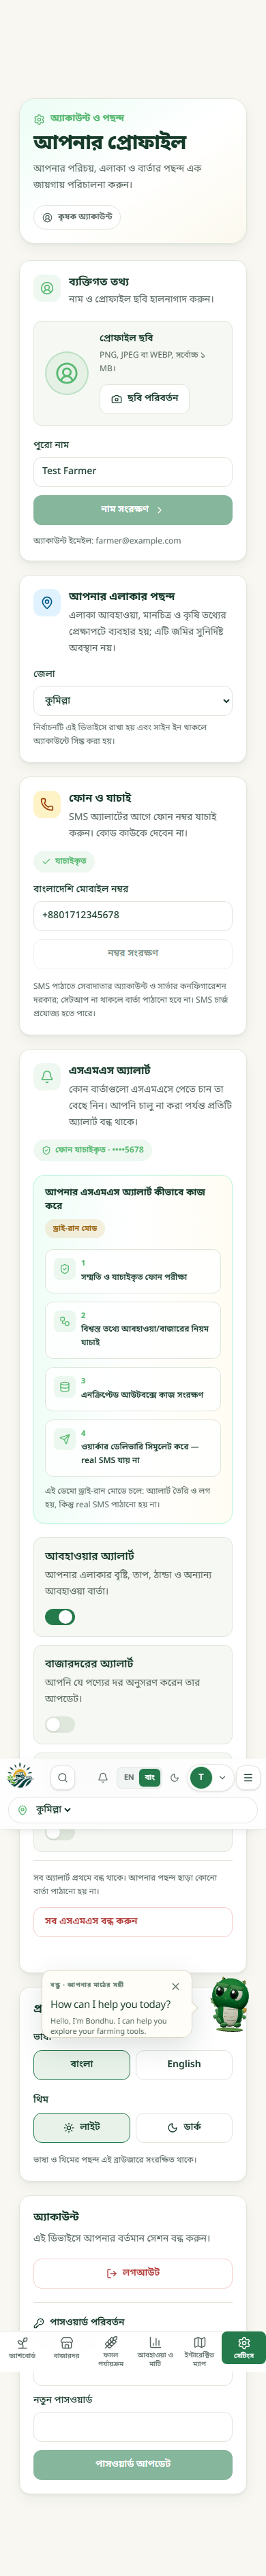 অ্যাকাউন্ট ও পছন্দ
আপনার প্রোফাইল
আপনার পরিচয়, এলাকা ও বার্তার পছন্দ এক
জায়গায় পরিচালনা করুন।
কৃষক অ্যাকাউন্ট
ব্যক্তিগত তথ্য
নাম ও প্রোফাইল ছবি হালনাগাদ করুন।
প্রোফাইল ছবি
PNG, JPEG বা WEBP, সর্বোচ্চ ১
MB।
ছবি পরিবর্তন
পুরো নাম
Test Farmer
নাম সংরক্ষণ
অ্যাকাউন্ট ইমেইল: farmer@example.com
আপনার এলাকার পছন্দ
এলাকা আবহাওয়া, মানচিত্র ও কৃষি তথ্যের
প্রেক্ষাপটে ব্যবহার হয়; এটি জমির সুনির্দিষ্ট
অবস্থান নয়।
জেলা
কুমিল্লা
নির্বাচনটি এই ডিভাইসে রাখা হয় এবং সাইন ইন থাকলে
অ্যাকাউন্টে সিঙ্ক করা হয়।
ফোন ও যাচাই
SMS অ্যালার্টের আগে ফোন নম্বর যাচাই
করুন। কোড কাউকে দেবেন না।
যাচাইকৃত
বাংলাদেশি মোবাইল নম্বর
+8801712345678
নম্বর সংরক্ষণ
SMS পাঠাতে সেবাদাতার অ্যাকাউন্ট ও সার্ভার কনফিগারেশন
দরকার; সেটআপ না থাকলে বার্তা পাঠানো হবে না। SMS চার্জ
প্রযোজ্য হতে পারে।
এসএমএস অ্যালার্ট
কোন বার্তাগুলো এসএমএসে পেতে চান তা
বেছে নিন। আপনি চালু না করা পর্যন্ত প্রতিটি
অ্যালার্ট বন্ধ থাকে।
ফোন যাচাইকৃত · ••••5678
আপনার এসএমএস অ্যালার্ট কীভাবে কাজ
করে
ড্রাই-রান মোড
1
সম্মতি ও যাচাইকৃত ফোন পরীক্ষা
2
বিশ্বস্ত তথ্যে আবহাওয়া/বাজারের নিয়ম
যাচাই
3
এনক্রিপ্টেড আউটবক্সে কাজ সংরক্ষণ
4
ওয়ার্কার ডেলিভারি সিমুলেট করে —
real SMS যায় না
এই ডেমো ড্রাই-রান মোডে চলে: অ্যালার্ট তৈরি ও লগ
হয়, কিন্তু real SMS পাঠানো হয় না।
আবহাওয়ার অ্যালার্ট
আপনার এলাকার বৃষ্টি, তাপ, ঠান্ডা ও অন্যান্য
আবহাওয়া বার্তা।
বাজারদরের অ্যালার্ট
আপনি যে পণ্যের দর অনুসরণ করেন তার
আপডেট।
EN
বাং
T
কুমিল্লা
সব অ্যালার্ট প্রথমে বন্ধ থাকে। আপনার পছন্দ ছাড়া কোনো
বার্তা পাঠানো হয় না।
সব এসএমএস বন্ধ করুন
বন্ধু · আপনার মাঠের সঙ্গী
How can I help you today?
Hello, I'm Bondhu. I can help you
explore your farming tools.
ভাষা
বাংলা
English
থিম
লাইট
ডার্ক
ভাষা ও থিমের পছন্দ এই ব্রাউজারে সংরক্ষিত থাকে।
অ্যাকাউন্ট
এই ডিভাইসে আপনার বর্তমান সেশন বন্ধ করুন।
লগআউট
পাসওয়ার্ড পরিবর্তন
ড্যাশবোর্ড
বাজারদর
ফসল
পর্যায়ক্রম
আবহাওয়া ও
মাটি
ইন্টারেক্টিভ
ম্যাপ
সেটিংস
নতুন পাসওয়ার্ড
পাসওয়ার্ড আপডেট